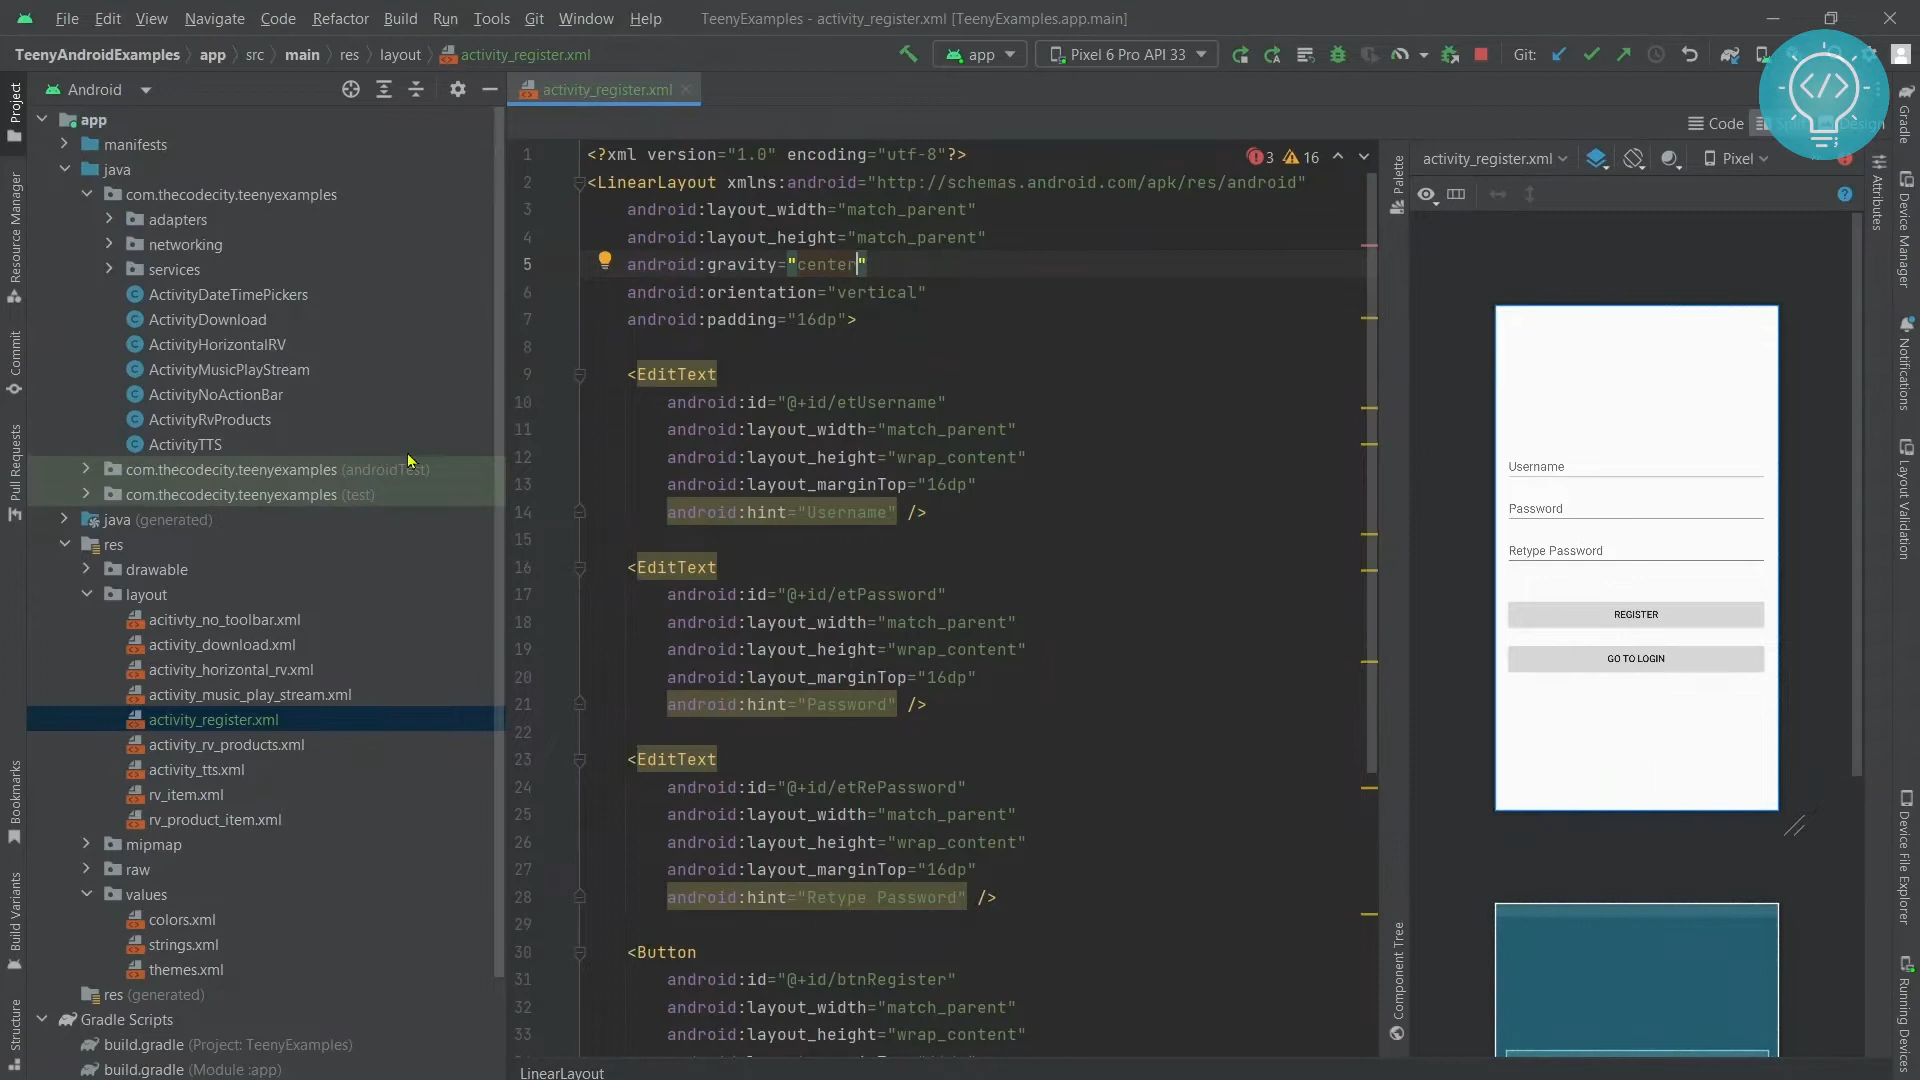 File Edit View Navigate Code Refactor Build Run Tools Git Window Help TeenyExamples - activity_register.xml [TeenyExamples.app.main]
TeenyAndroidExamples app src main res layout activity_register.xml app Pixel 6 Pro API 33 Git:
Android
activity_register.xml
Code Design
activity_register.xml Pixel
Project
Resource Manager
Commit
Pull Requests
Bookmarks
Build Variants
Structure
app
manifests
java
com.thecodecity.teenyexamples
adapters
networking
services
ActivityDateTimePickers
ActivityDownload
ActivityHorizontalRV
ActivityMusicPlayStream
ActivityNoActionBar
ActivityRvProducts
ActivityTTS
com.thecodecity.teenyexamples (androidTest)
com.thecodecity.teenyexamples (test)
java (generated)
res
drawable
layout
acitivty_no_toolbar.xml
activity_download.xml
activity_horizontal_rv.xml
activity_music_play_stream.xml
activity_register.xml
activity_rv_products.xml
activity_tts.xml
rv_item.xml
rv_product_item.xml
mipmap
raw
values
colors.xml
strings.xml
themes.xml
res (generated)
Gradle Scripts
build.gradle (Project: TeenyExamples)
build.gradle (Module :app)
3 16
1 <?xml version="1.0" encoding="utf-8"?>
2 <LinearLayout xmlns:android="http://schemas.android.com/apk/res/android"
3 android:layout_width="match_parent"
4 android:layout_height="match_parent"
5 android:gravity="center"
6 android:orientation="vertical"
7 android:padding="16dp">
8
9 <EditText
10 android:id="@+id/etUsername"
11 android:layout_width="match_parent"
12 android:layout_height="wrap_content"
13 android:layout_marginTop="16dp"
14 android:hint="Username" />
15
16 <EditText
17 android:id="@+id/etPassword"
18 android:layout_width="match_parent"
19 android:layout_height="wrap_content"
20 android:layout_marginTop="16dp"
21 android:hint="Password" />
22
23 <EditText
24 android:id="@+id/etRePassword"
25 android:layout_width="match_parent"
26 android:layout_height="wrap_content"
27 android:layout_marginTop="16dp"
28 android:hint="Retype Password" />
29
30 <Button
31 android:id="@+id/btnRegister"
32 android:layout_width="match_parent"
33 android:layout_height="wrap_content"
LinearLayout
Palette
Component Tree
Username
Password
Retype Password
REGISTER
GO TO LOGIN
Attributes
Gradle
Device Manager
Notifications
Layout Validation
Device File Explorer
Running Devices